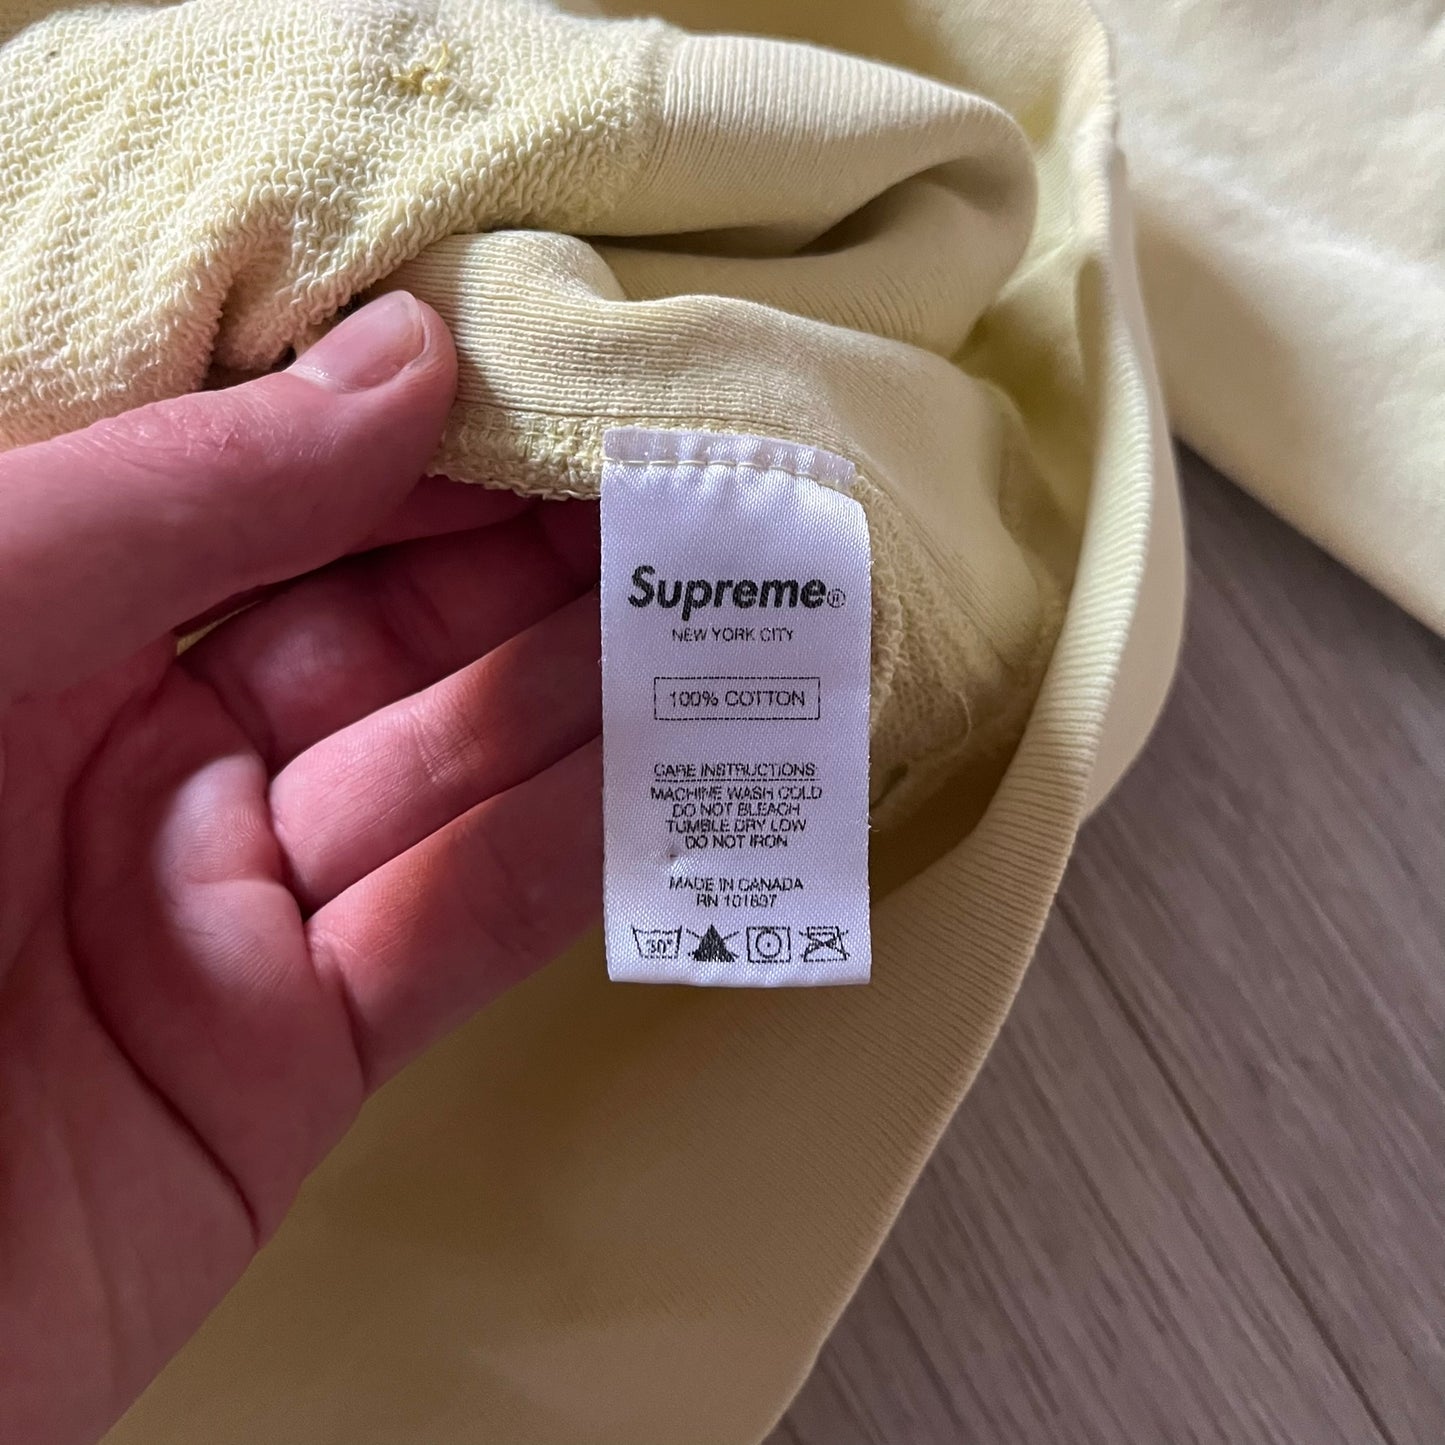 Supreme®
NEW YORK CITY
100% COTTON
CARE INSTRUCTIONS:
MACHINE WASH COLD
DO NOT BLEACH
TUMBLE DRY LOW
DO NOT IRON
MADE IN CANADA
RN 101837
30°